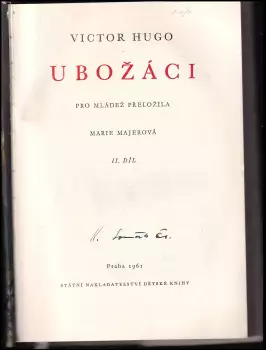 VICTOR HUGO
UBOŽÁCI
PRO MLÁDEŽ PŘELOŽILA
MARIE MAJEROVÁ
II. DÍL
Praha 1961
STÁTNÍ NAKLADATELSTVÍ DĚTSKÉ KNIHY